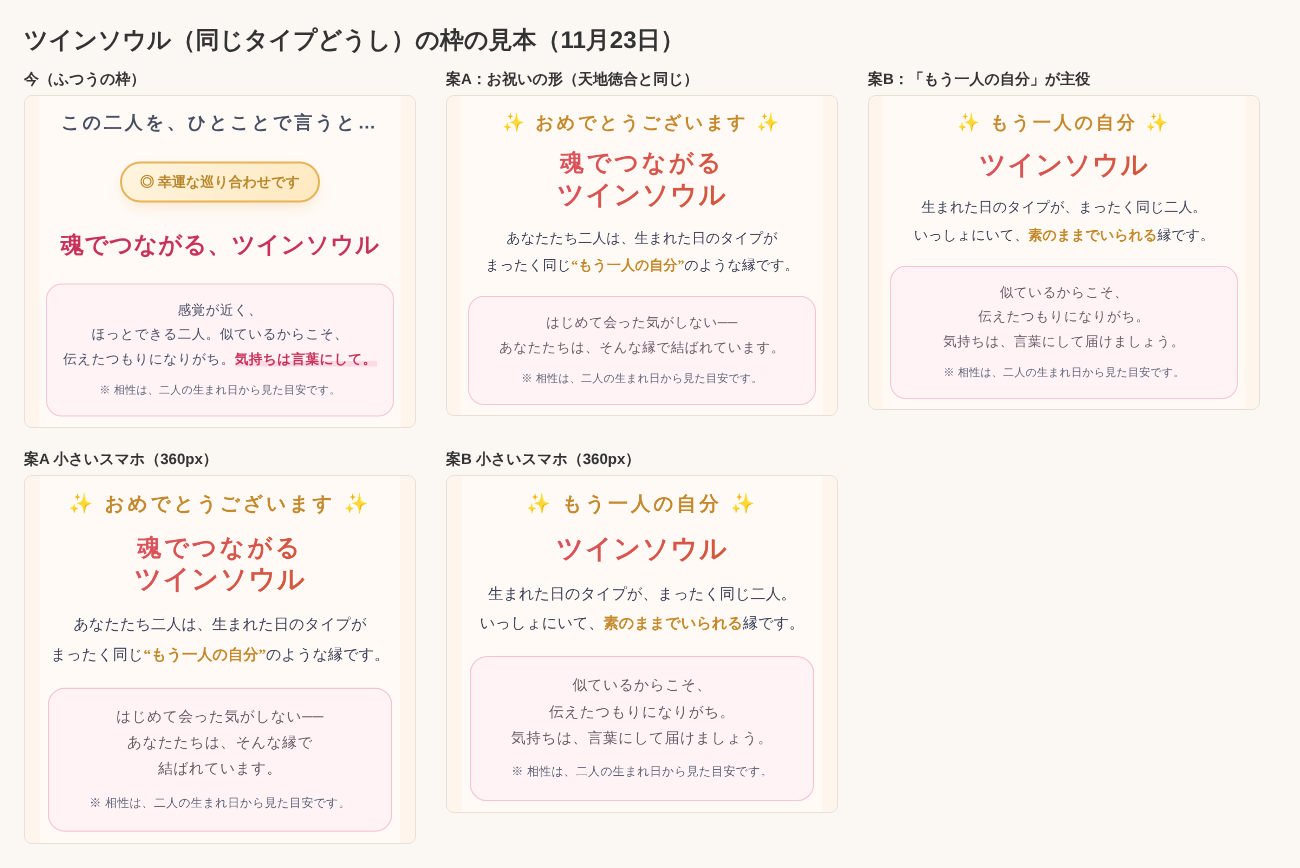 ツインソウル（同じタイプどうし）の枠の見本（11月23日）
今（ふつうの枠）
この二人を、ひとことで言うと…
◎ 幸運な巡り合わせです
魂でつながる、ツインソウル
感覚が近く、
ほっとできる二人。似ているからこそ、
伝えたつもりになりがち。気持ちは言葉にして。
※ 相性は、二人の生まれ日から見た目安です。
案A：お祝いの形（天地徳合と同じ）
✨ おめでとうございます ✨
魂でつながる
ツインソウル
あなたたち二人は、生まれた日のタイプが
まったく同じ“もう一人の自分”のような縁です。
はじめて会った気がしない──
あなたたちは、そんな縁で結ばれています。
※ 相性は、二人の生まれ日から見た目安です。
案B：「もう一人の自分」が主役
✨ もう一人の自分 ✨
ツインソウル
生まれた日のタイプが、まったく同じ二人。
いっしょにいて、素のままでいられる縁です。
似ているからこそ、
伝えたつもりになりがち。
気持ちは、言葉にして届けましょう。
※ 相性は、二人の生まれ日から見た目安です。
案A 小さいスマホ（360px）
✨ おめでとうございます ✨
魂でつながる
ツインソウル
あなたたち二人は、生まれた日のタイプが
まったく同じ“もう一人の自分”のような縁です。
はじめて会った気がしない──
あなたたちは、そんな縁で
結ばれています。
※ 相性は、二人の生まれ日から見た目安です。
案B 小さいスマホ（360px）
✨ もう一人の自分 ✨
ツインソウル
生まれた日のタイプが、まったく同じ二人。
いっしょにいて、素のままでいられる縁です。
似ているからこそ、
伝えたつもりになりがち。
気持ちは、言葉にして届けましょう。
※ 相性は、二人の生まれ日から見た目安です。